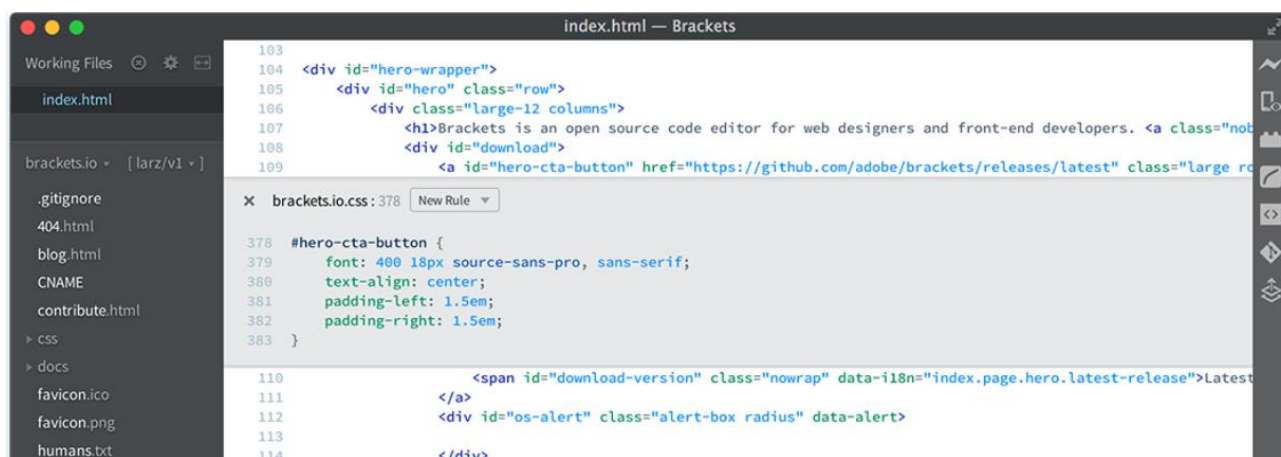 index.html — Brackets
Working Files
index.html
brackets.io [ larz/v1 ]
.gitignore
404.html
blog.html
CNAME
contribute.html
css
docs
favicon.ico
favicon.png
humans.txt
103
104 <div id="hero-wrapper">
105 <div id="hero" class="row">
106 <div class="large-12 columns">
107 <h1>Brackets is an open source code editor for web designers and front-end developers. <a class="nob
108 <div id="download">
109 <a id="hero-cta-button" href="https://github.com/adobe/brackets/releases/latest" class="large ro
× brackets.io.css : 378 New Rule
378 #hero-cta-button {
379 font: 400 18px source-sans-pro, sans-serif;
380 text-align: center;
381 padding-left: 1.5em;
382 padding-right: 1.5em;
383 }
110 <span id="download-version" class="nowrap" data-i18n="index.page.hero.latest-release">Latest
111 </a>
112 <div id="os-alert" class="alert-box radius" data-alert>
113
114 </div>